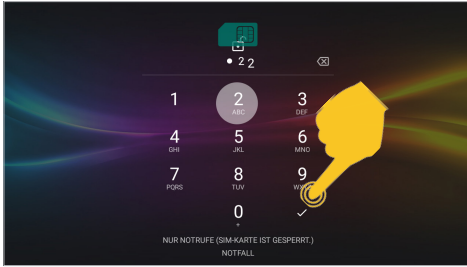 • 2 2
1 2 3
ABC DEF
4 5 6
GHI JKL MNO
7 8 9
PQRS TUV
0
+
NUR NOTRUFE (SIM-KARTE IST GESPERRT.)
NOTFALL